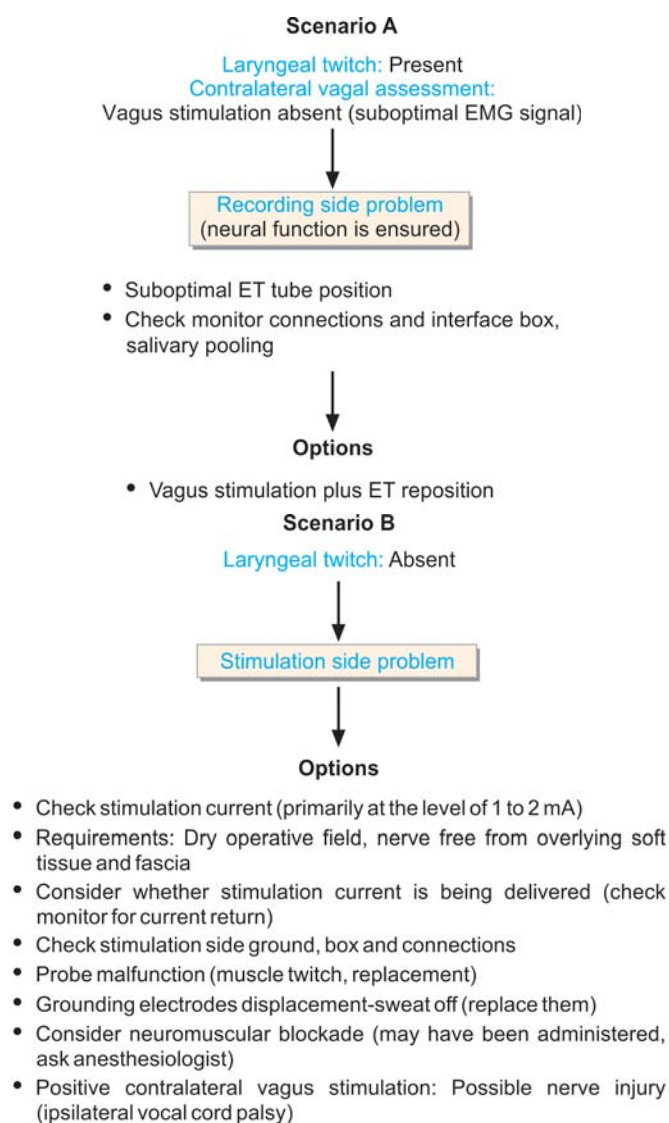 Scenario A
Laryngeal twitch: Present
Contralateral vagal assessment:
Vagus stimulation absent (suboptimal EMG signal)
Recording side problem
(neural function is ensured)
• Suboptimal ET tube position
• Check monitor connections and interface box,
salivary pooling
Options
• Vagus stimulation plus ET reposition
Scenario B
Laryngeal twitch: Absent
Stimulation side problem
Options
• Check stimulation current (primarily at the level of 1 to 2 mA)
• Requirements: Dry operative field, nerve free from overlying soft
tissue and fascia
• Consider whether stimulation current is being delivered (check
monitor for current return)
• Check stimulation side ground, box and connections
• Probe malfunction (muscle twitch, replacement)
• Grounding electrodes displacement-sweat off (replace them)
• Consider neuromuscular blockade (may have been administered,
ask anesthesiologist)
• Positive contralateral vagus stimulation: Possible nerve injury
(ipsilateral vocal cord palsy)